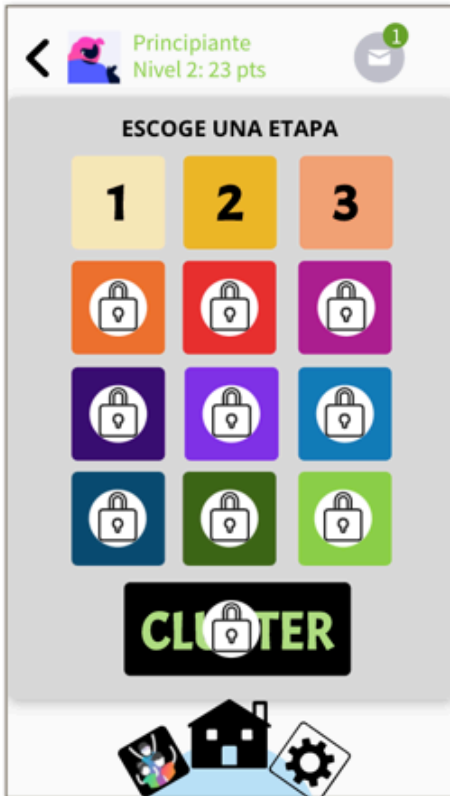 Principiante
1
Nivel 2: 23 pts
ESCOGE UNA ETAPA
1 2 3
CLUSTER